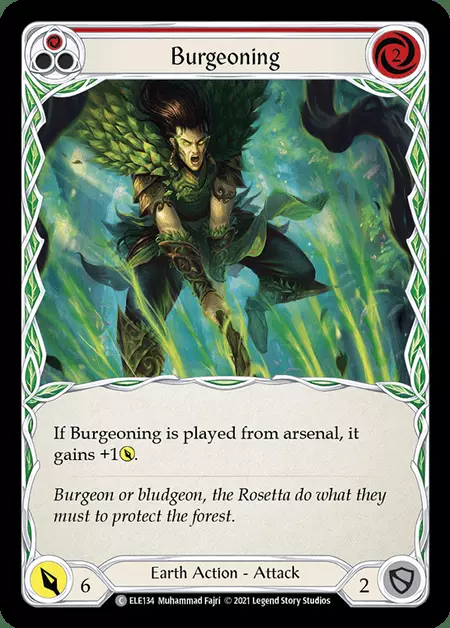 Burgeoning
2
If Burgeoning is played from arsenal, it
gains +1.
Burgeon or bludgeon, the Rosetta do what they
must to protect the forest.
6
Earth Action - Attack
2
C ELE134 Muhammad Fajri © 2021 Legend Story Studios